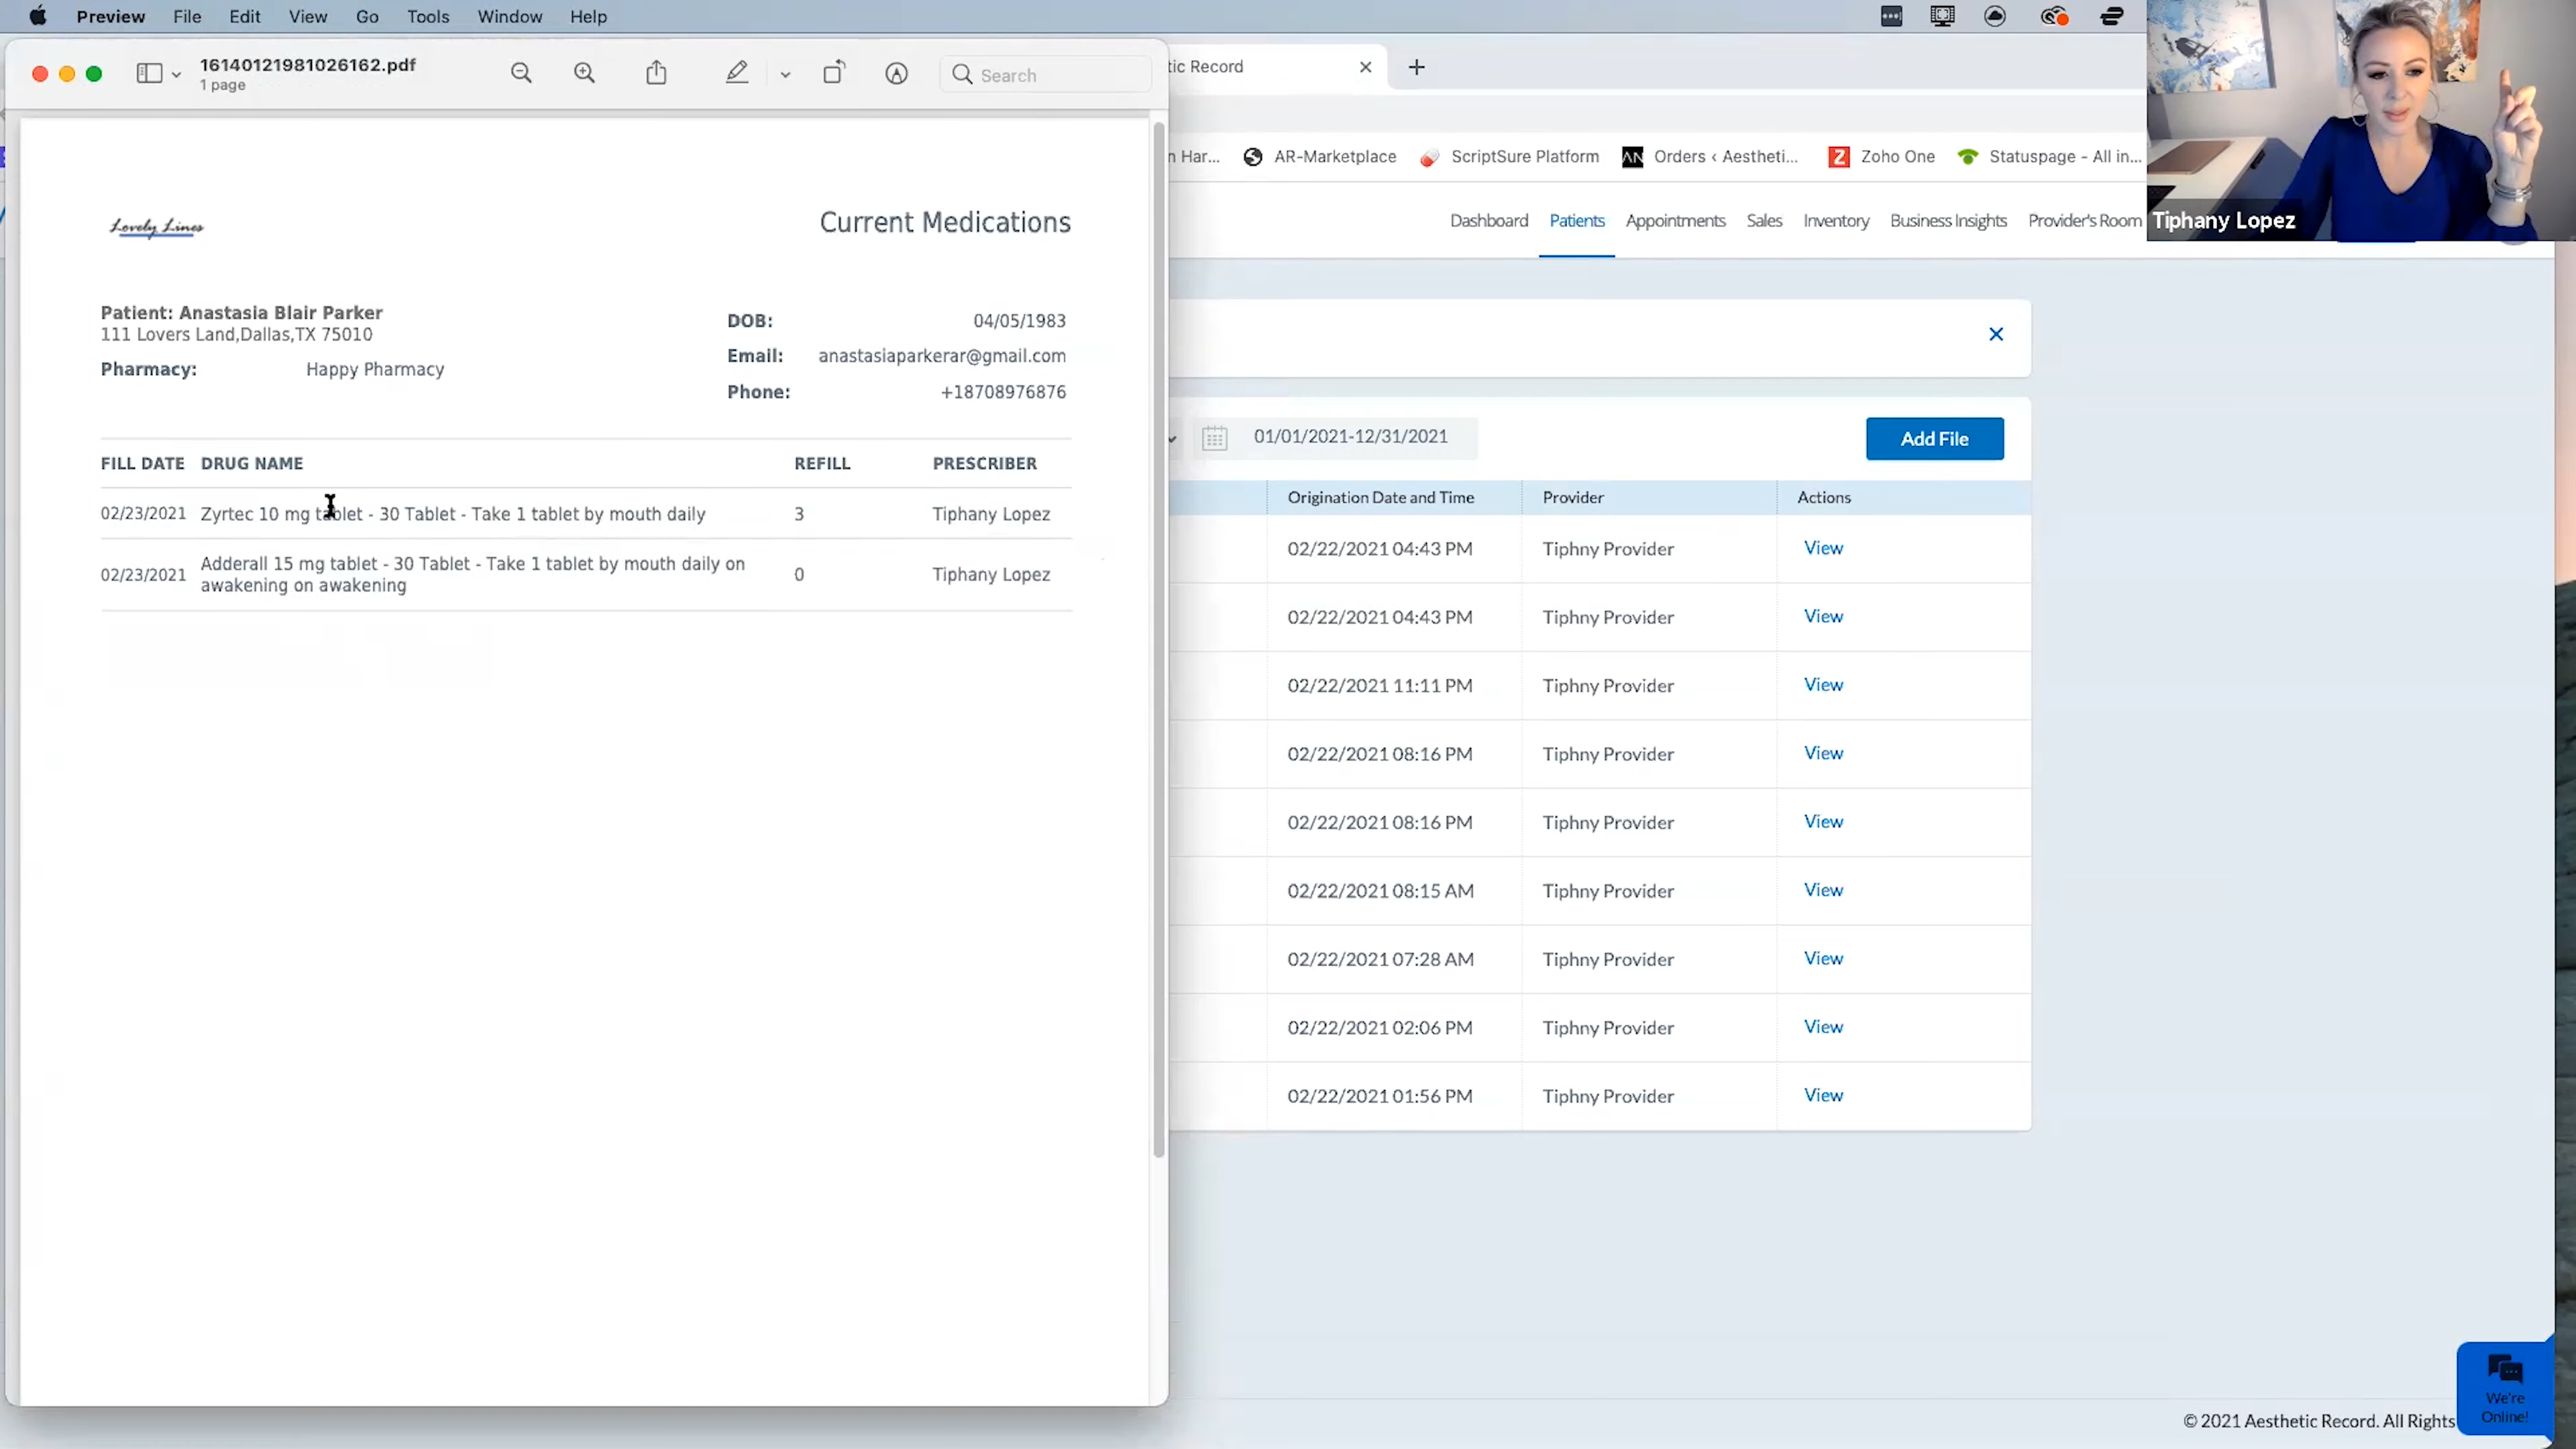 Preview File Edit View Go Tools Window Help
16140121981026162.pdf
1 page
Search
Lovely Lines
Current Medications
Patient: Anastasia Blair Parker
111 Lovers Land,Dallas,TX 75010
Pharmacy: Happy Pharmacy
DOB: 04/05/1983
Email: anastasiaparkerar@gmail.com
Phone: +18708976876
FILL DATE DRUG NAME REFILL PRESCRIBER
02/23/2021 Zyrtec 10 mg tablet - 30 Tablet - Take 1 tablet by mouth daily 3 Tiphany Lopez
02/23/2021 Adderall 15 mg tablet - 30 Tablet - Take 1 tablet by mouth daily on
awakening on awakening 0 Tiphany Lopez
tic Record
n Har... AR-Marketplace ScriptSure Platform AN Orders ‹ Aestheti... Z Zoho One Statuspage - All in...
Dashboard Patients Appointments Sales Inventory Business Insights Provider's Room
Tiphany Lopez
01/01/2021-12/31/2021 Add File
Origination Date and Time Provider Actions
02/22/2021 04:43 PM Tiphny Provider View
02/22/2021 04:43 PM Tiphny Provider View
02/22/2021 11:11 PM Tiphny Provider View
02/22/2021 08:16 PM Tiphny Provider View
02/22/2021 08:16 PM Tiphny Provider View
02/22/2021 08:15 AM Tiphny Provider View
02/22/2021 07:28 AM Tiphny Provider View
02/22/2021 02:06 PM Tiphny Provider View
02/22/2021 01:56 PM Tiphny Provider View
We're
Online!
© 2021 Aesthetic Record. All Rights